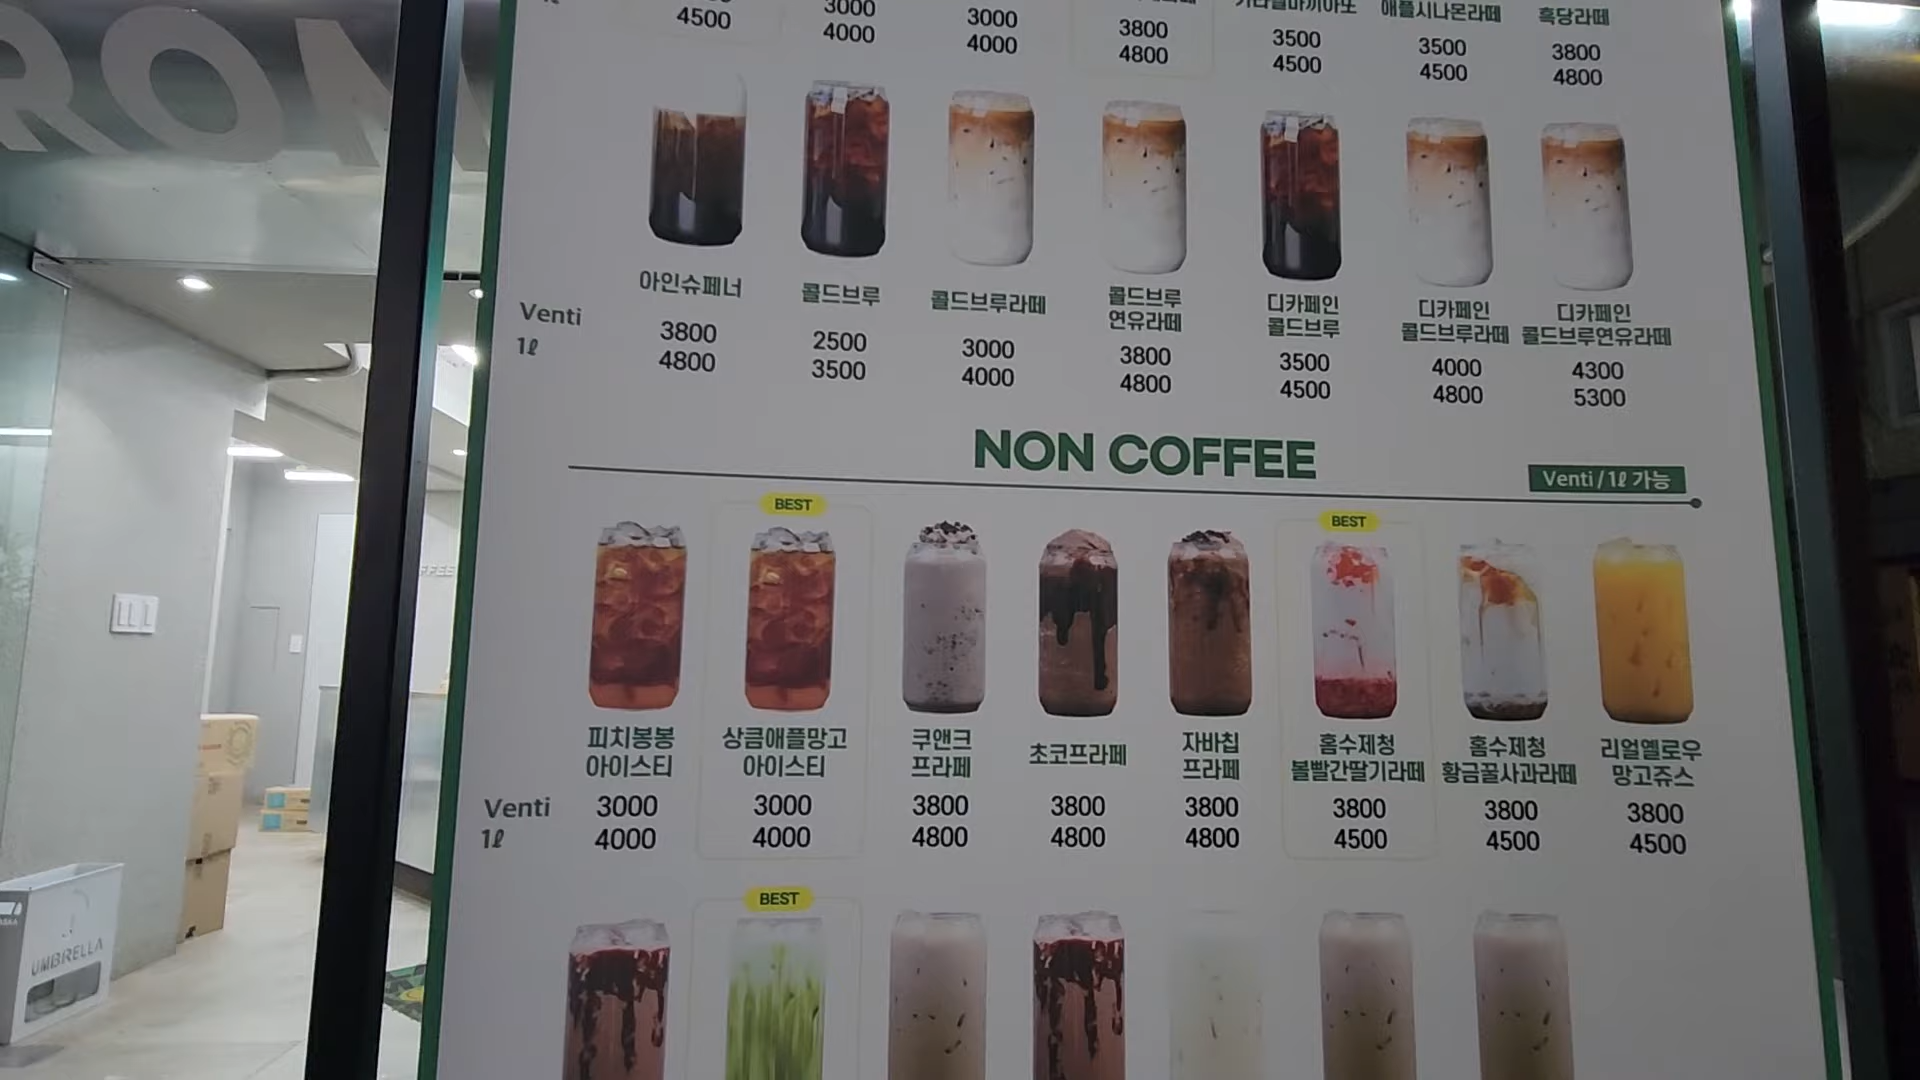 4500
3000
4000
3000
4000
3800
4800
3500
4500
애플시나몬라떼
3500
4500
흑당라떼
3800
4800
아인슈페너
콜드브루
콜드브루라떼
콜드브루
연유라떼
디카페인
콜드브루
디카페인
콜드브루라떼
디카페인
콜드브루연유라떼
Venti 3800 2500 3000 3800 3500 4000 4300
1ℓ 4800 3500 4000 4800 4500 4800 5300
NON COFFEE
Venti / 1ℓ 가능
BEST
BEST
피치봉봉
아이스티
상큼애플망고
아이스티
쿠앤크
프라페
초코프라페
자바칩
프라페
홈수제청
볼빨간딸기라떼
홈수제청
황금꿀사과라떼
리얼옐로우
망고쥬스
Venti 3000 3000 3800 3800 3800 3800 3800 3800
1ℓ 4000 4000 4800 4800 4800 4500 4500 4500
BEST
UMBRELLA